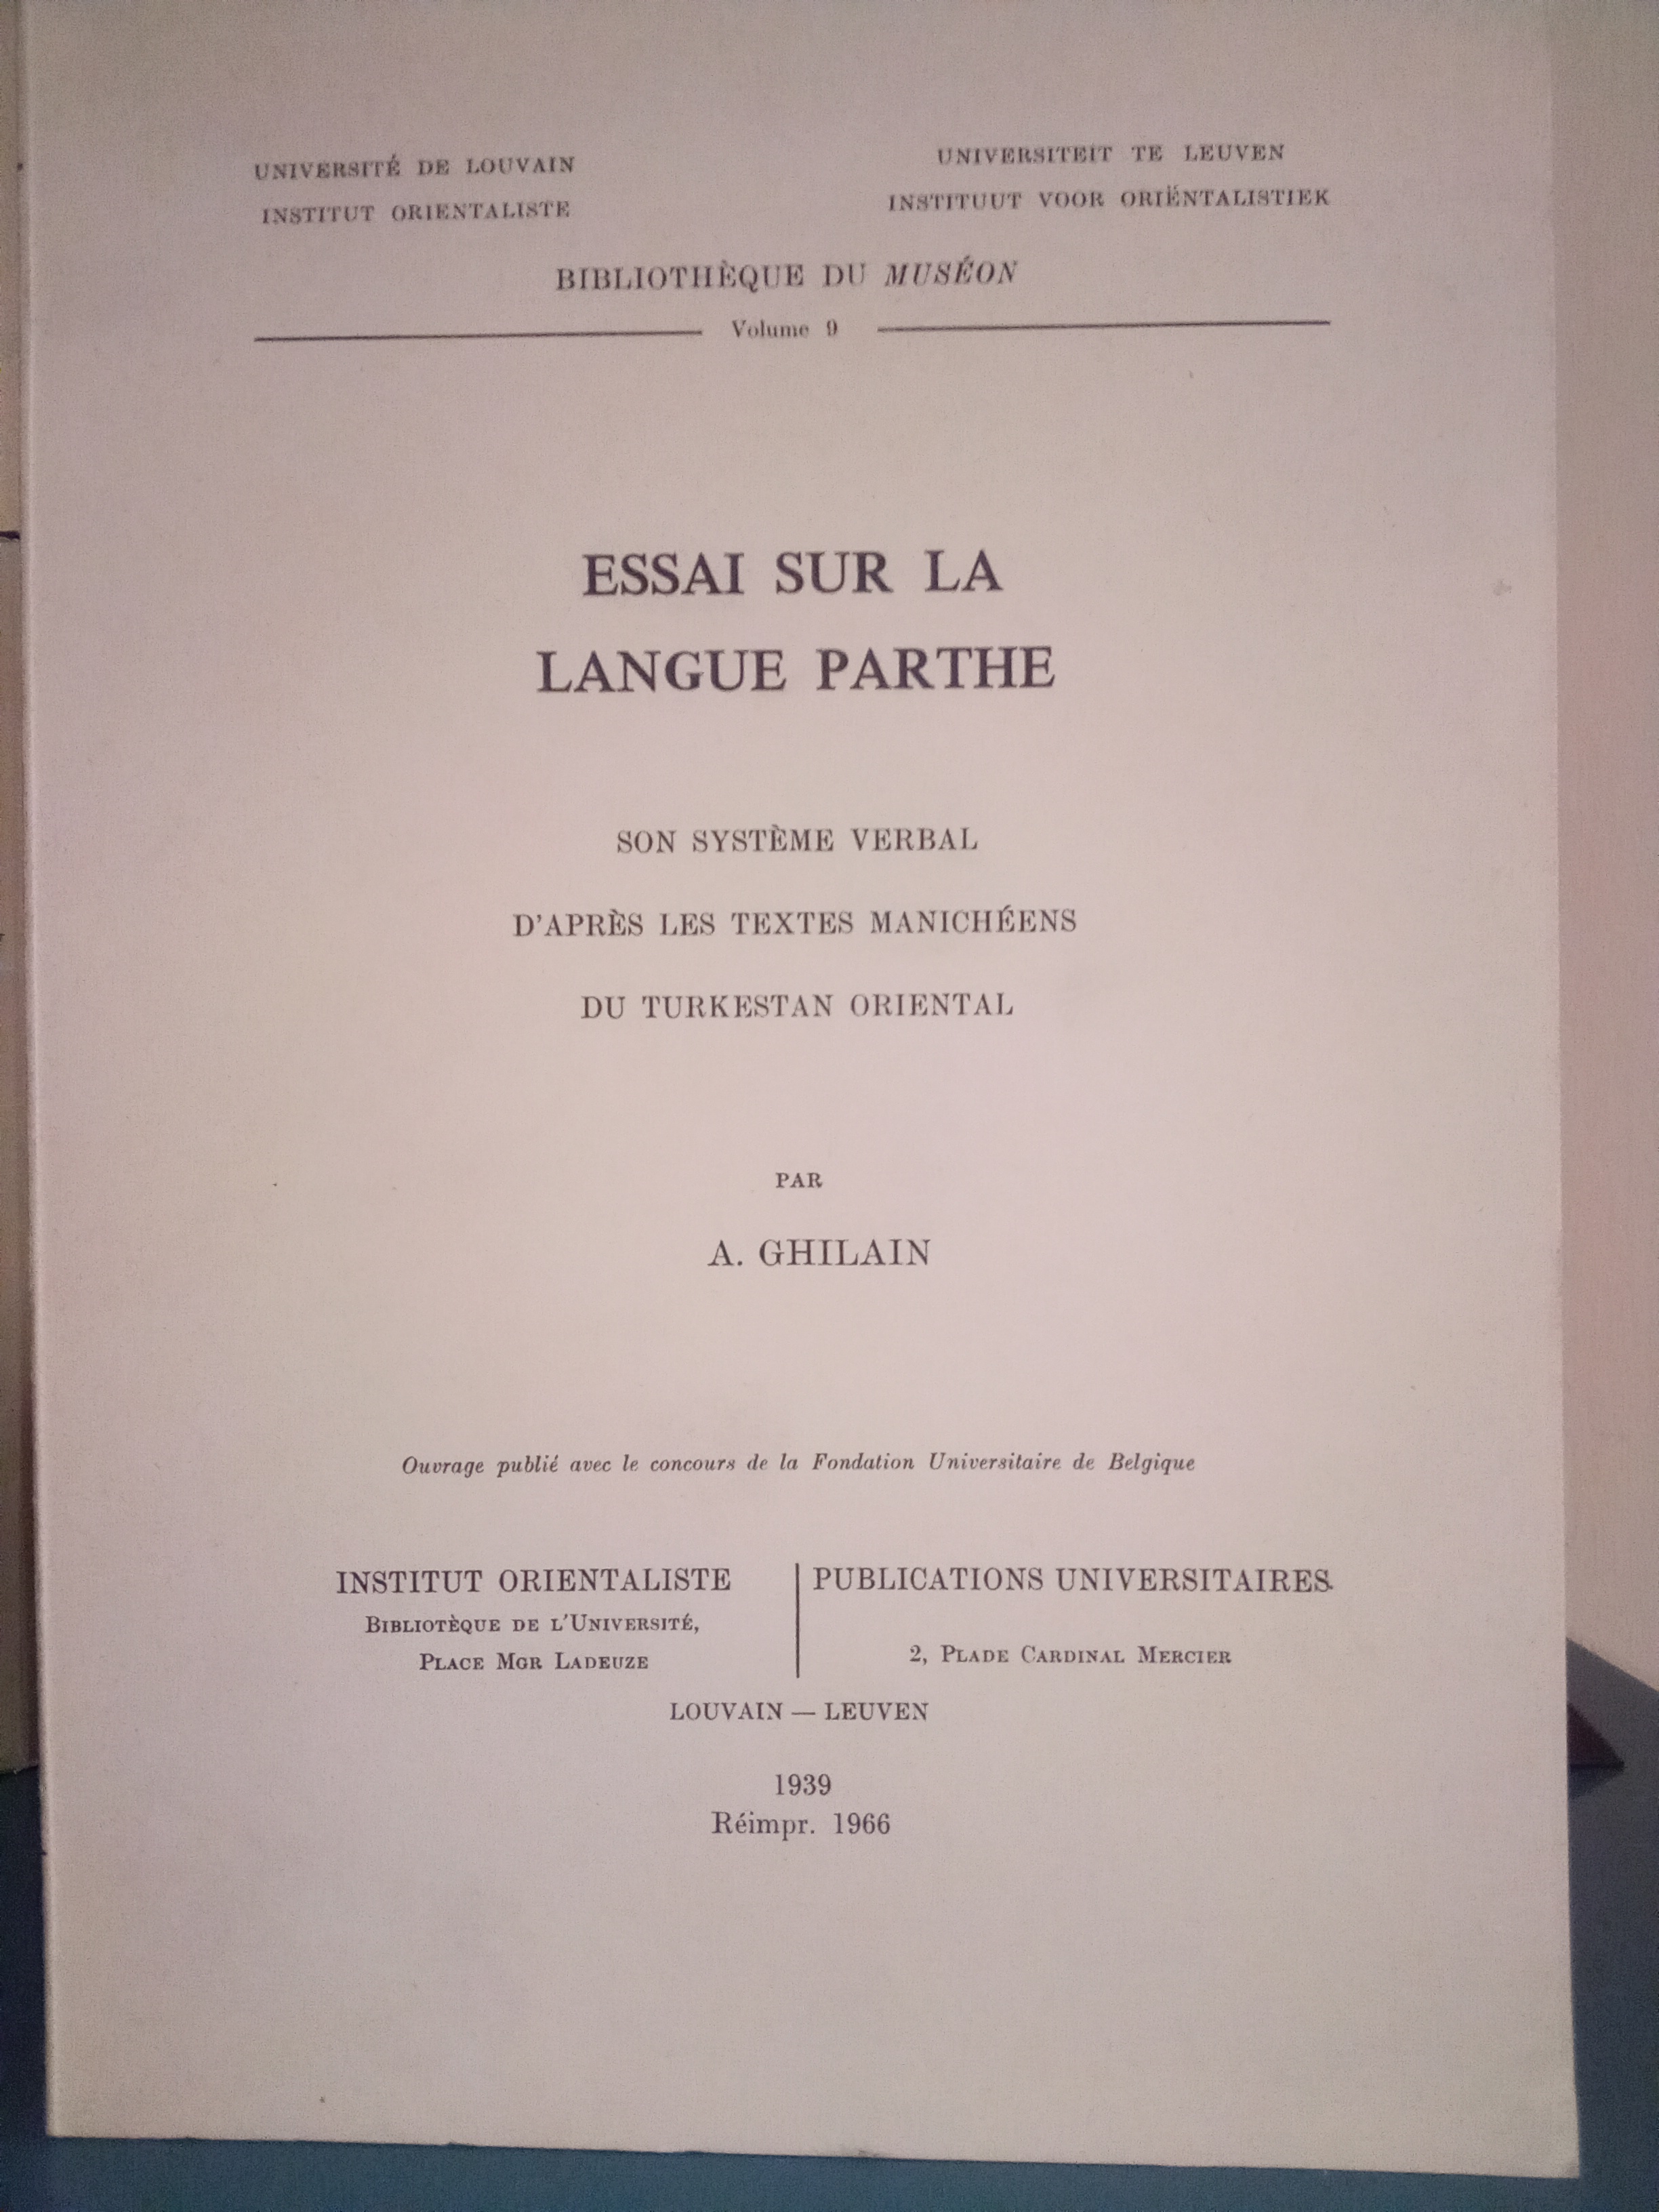 UNIVERSITÉ DE LOUVAIN
INSTITUT ORIENTALISTE
UNIVERSITEIT TE LEUVEN
INSTITUUT VOOR ORIËNTALISTIEK
BIBLIOTHÈQUE DU MUSÉON
Volume 9
ESSAI SUR LA
LANGUE PARTHE
SON SYSTÈME VERBAL
D'APRÈS LES TEXTES MANICHÉENS
DU TURKESTAN ORIENTAL
PAR
A. GHILAIN
Ouvrage publié avec le concours de la Fondation Universitaire de Belgique
INSTITUT ORIENTALISTE
BIBLIOTÈQUE DE L'UNIVERSITÉ,
PLACE MGR LADEUZE
PUBLICATIONS UNIVERSITAIRES.
2, PLADE CARDINAL MERCIER
LOUVAIN — LEUVEN
1939
Réimpr. 1966